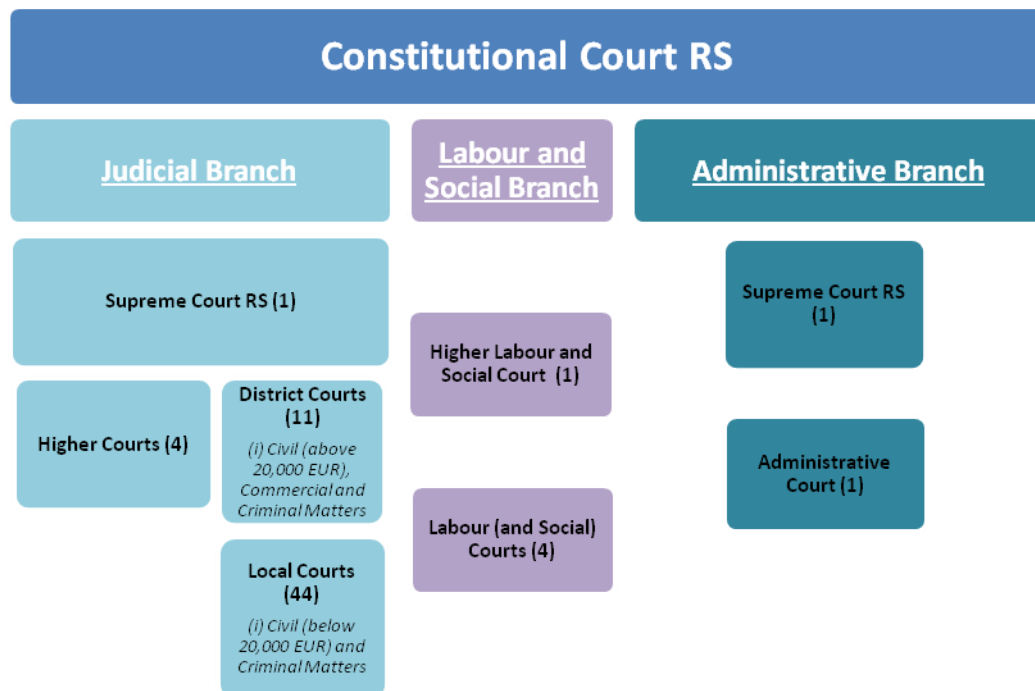 Constitutional Court RS
Judicial Branch
Labour and
Social Branch
Administrative Branch
Supreme Court RS (1)
Higher Courts (4)
District Courts
(11)
(i) Civil (above
20,000 EUR),
Commercial and
Criminal Matters
Local Courts
(44)
(i) Civil (below
20,000 EUR) and
Criminal Matters
Higher Labour and
Social Court (1)
Labour (and Social)
Courts (4)
Supreme Court RS
(1)
Administrative
Court (1)